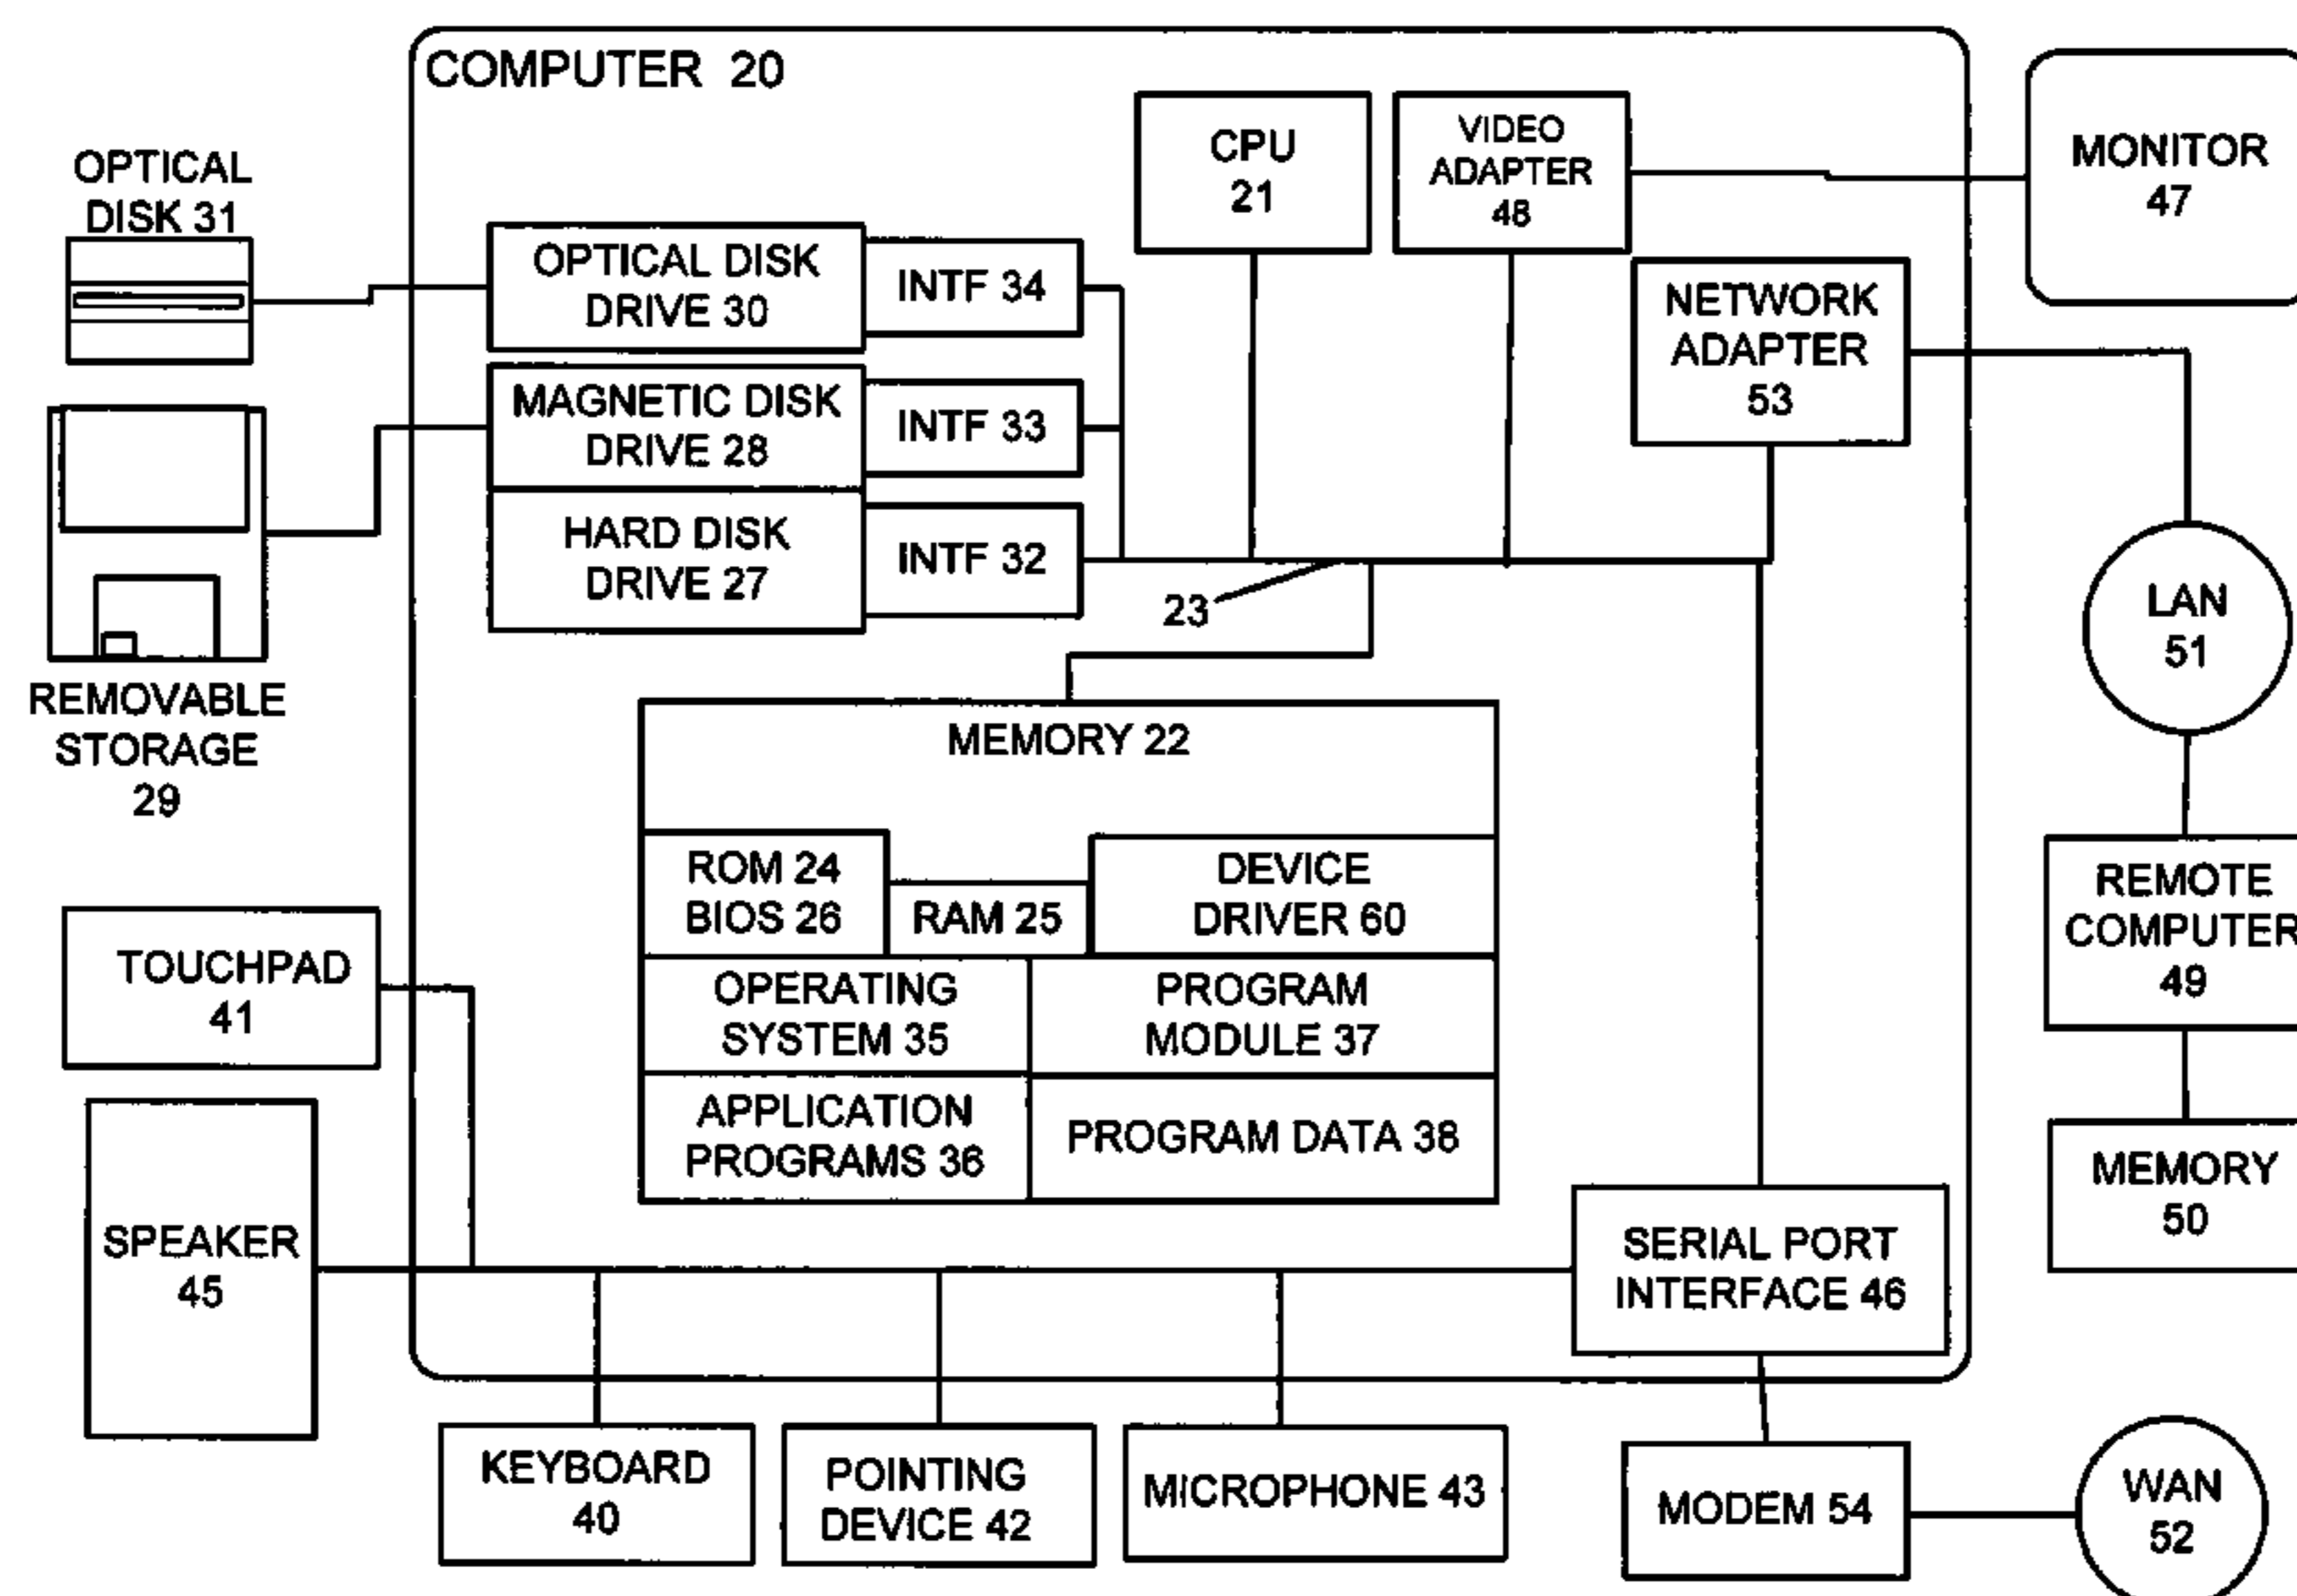 COMPUTER 20
OPTICAL
DISK 31
OPTICAL DISK
DRIVE 30
INTF 34
MAGNETIC DISK
DRIVE 28
INTF 33
HARD DISK
DRIVE 27
INTF 32
CPU
21
VIDEO
ADAPTER
48
MONITOR
47
NETWORK
ADAPTER
53
23
LAN
51
REMOVABLE
STORAGE
29
MEMORY 22
ROM 24
BIOS 26
RAM 25
DEVICE
DRIVER 60
OPERATING
SYSTEM 35
PROGRAM
MODULE 37
APPLICATION
PROGRAMS 36
PROGRAM DATA 38
REMOTE
COMPUTER
49
MEMORY
50
TOUCHPAD
41
SPEAKER
45
SERIAL PORT
INTERFACE 46
KEYBOARD
40
POINTING
DEVICE 42
MICROPHONE 43
MODEM 54
WAN
52